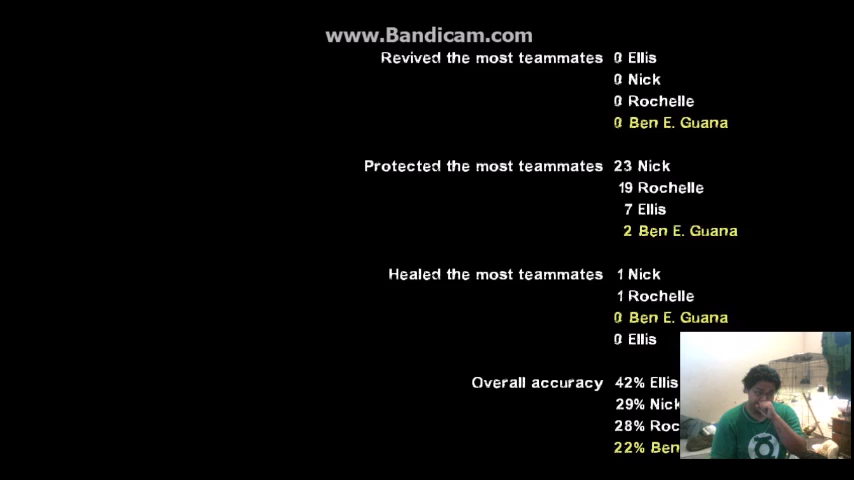 www.Bandicam.com
Revived the most teammates 0 Ellis
0 Nick
0 Rochelle
0 Ben E. Guana
Protected the most teammates 23 Nick
19 Rochelle
7 Ellis
2 Ben E. Guana
Healed the most teammates 1 Nick
1 Rochelle
0 Ben E. Guana
0 Ellis
Overall accuracy 42% Ellis
29% Nick
28% Roc
22% Ben